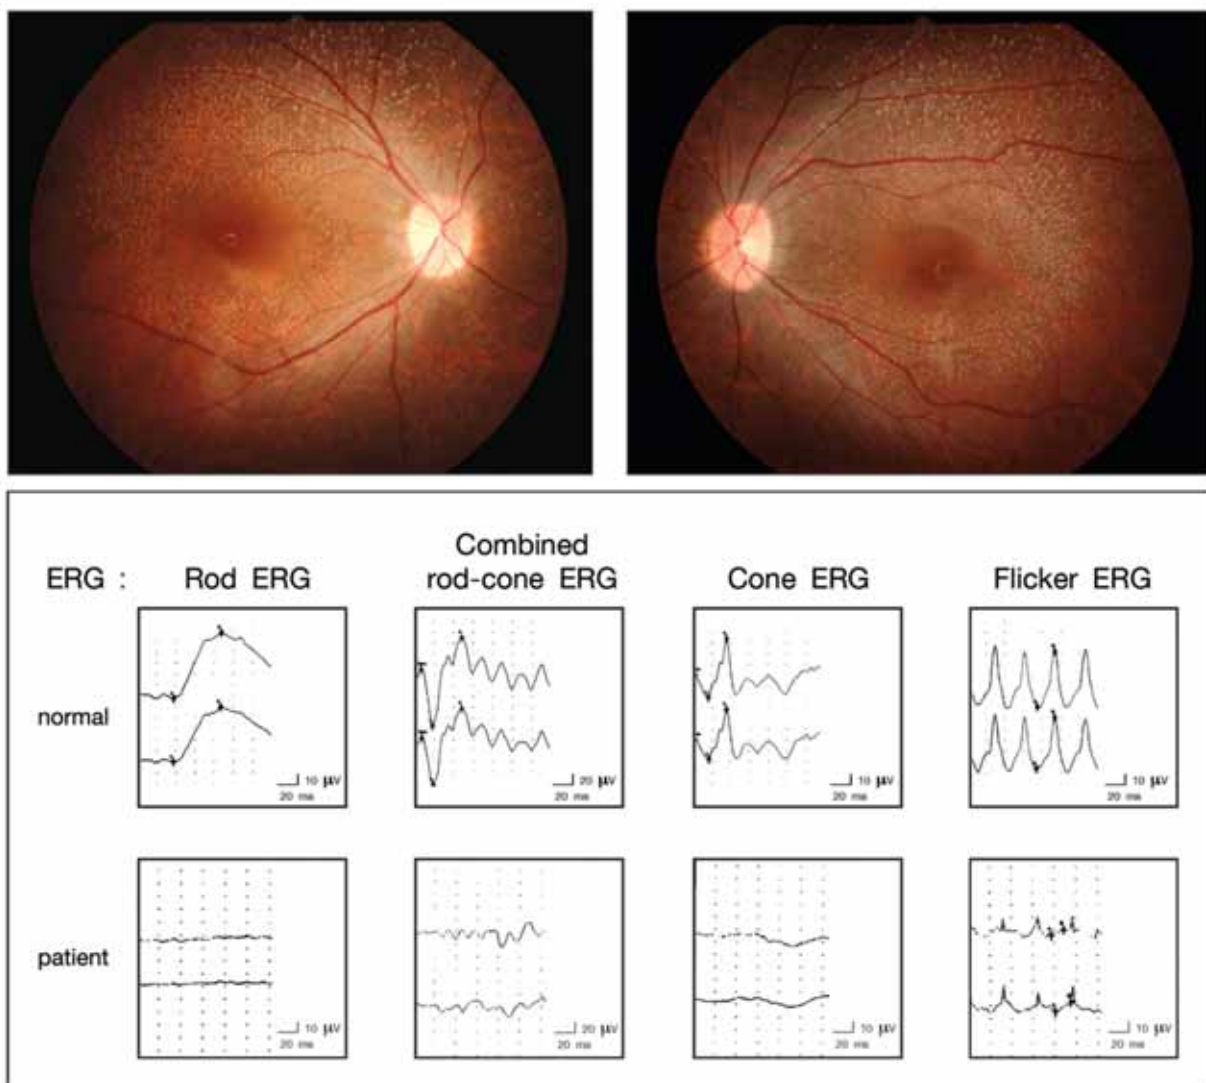 Combined
ERG : Rod ERG rod-cone ERG Cone ERG Flicker ERG
normal
10 µV 20 µV 10 µV 10 µV
20 ms 20 ms 20 ms 20 ms
patient
10 µV 20 µV 10 µV 10 µV
20 ms 20 ms 20 ms 20 ms